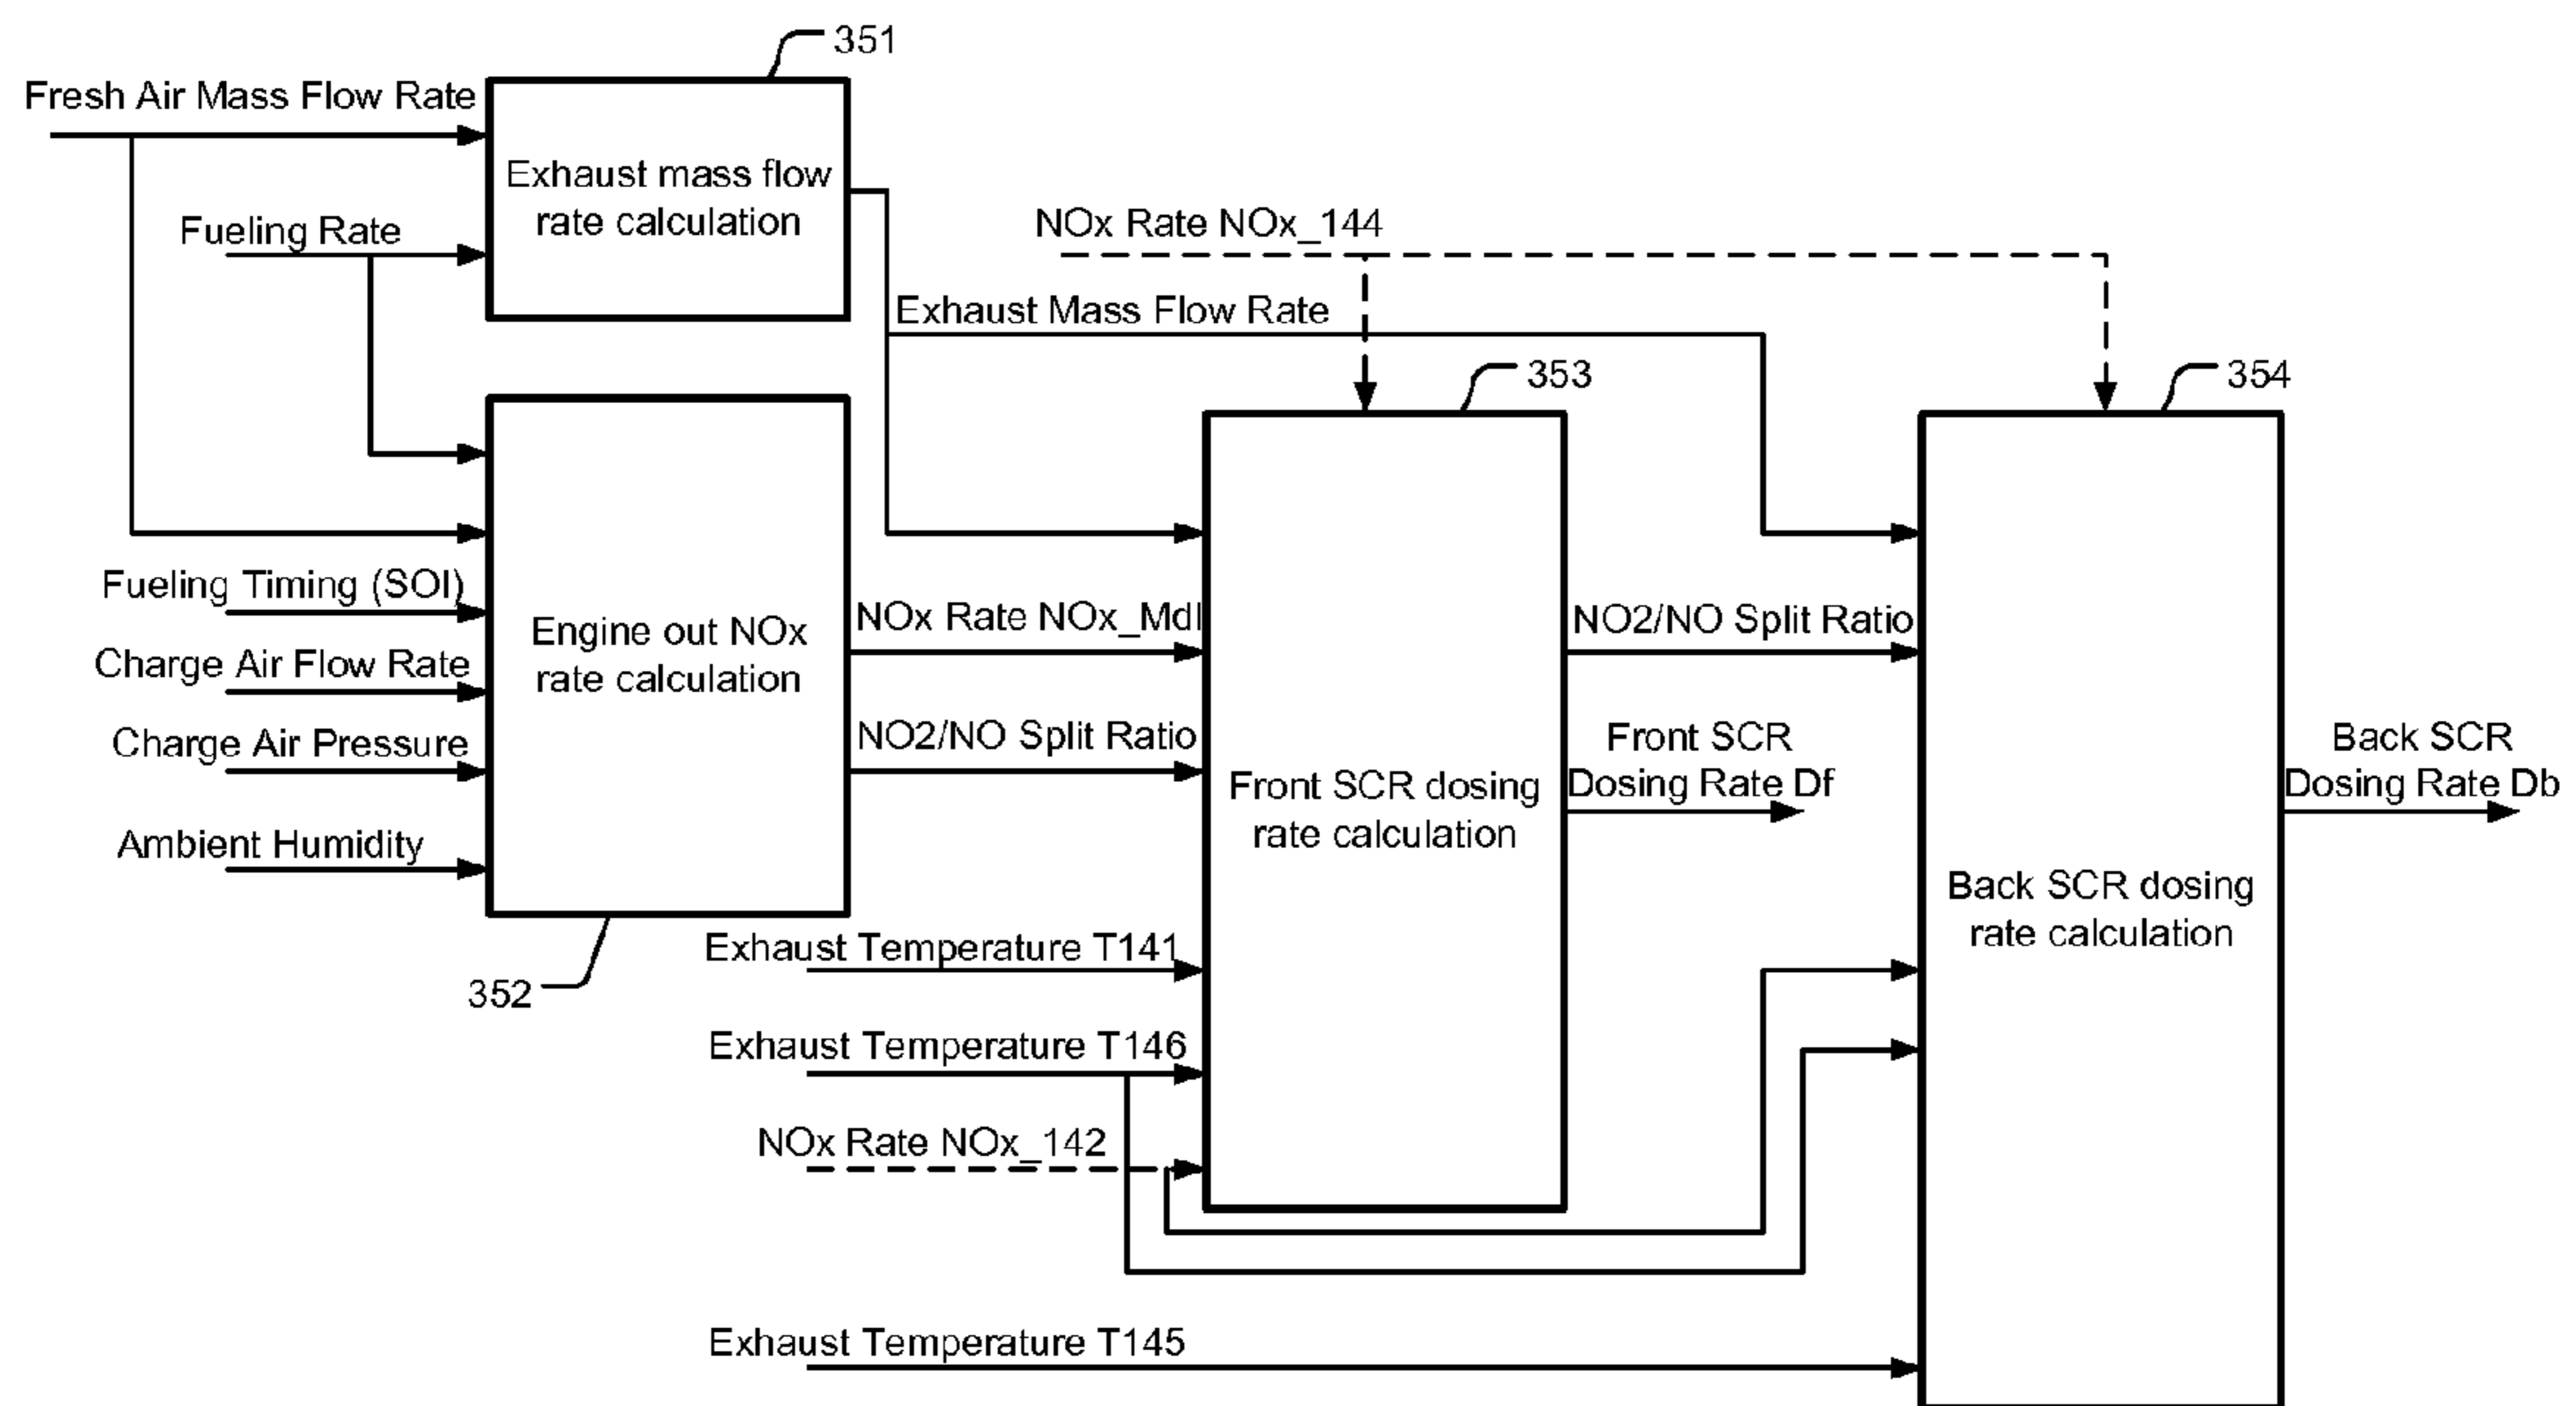 351
Fresh Air Mass Flow Rate
Exhaust mass flow
rate calculation
Fueling Rate
NOx Rate NOx_144
Exhaust Mass Flow Rate
353
354
Fueling Timing (SOI)
Engine out NOx
rate calculation
NOx Rate NOx_Mdl
NO2/NO Split Ratio
Charge Air Flow Rate
Charge Air Pressure
NO2/NO Split Ratio
Front SCR
Dosing Rate Df
Back SCR
Dosing Rate Db
Front SCR dosing
rate calculation
Ambient Humidity
Back SCR dosing
rate calculation
Exhaust Temperature T141
352
Exhaust Temperature T146
NOx Rate NOx_142
Exhaust Temperature T145